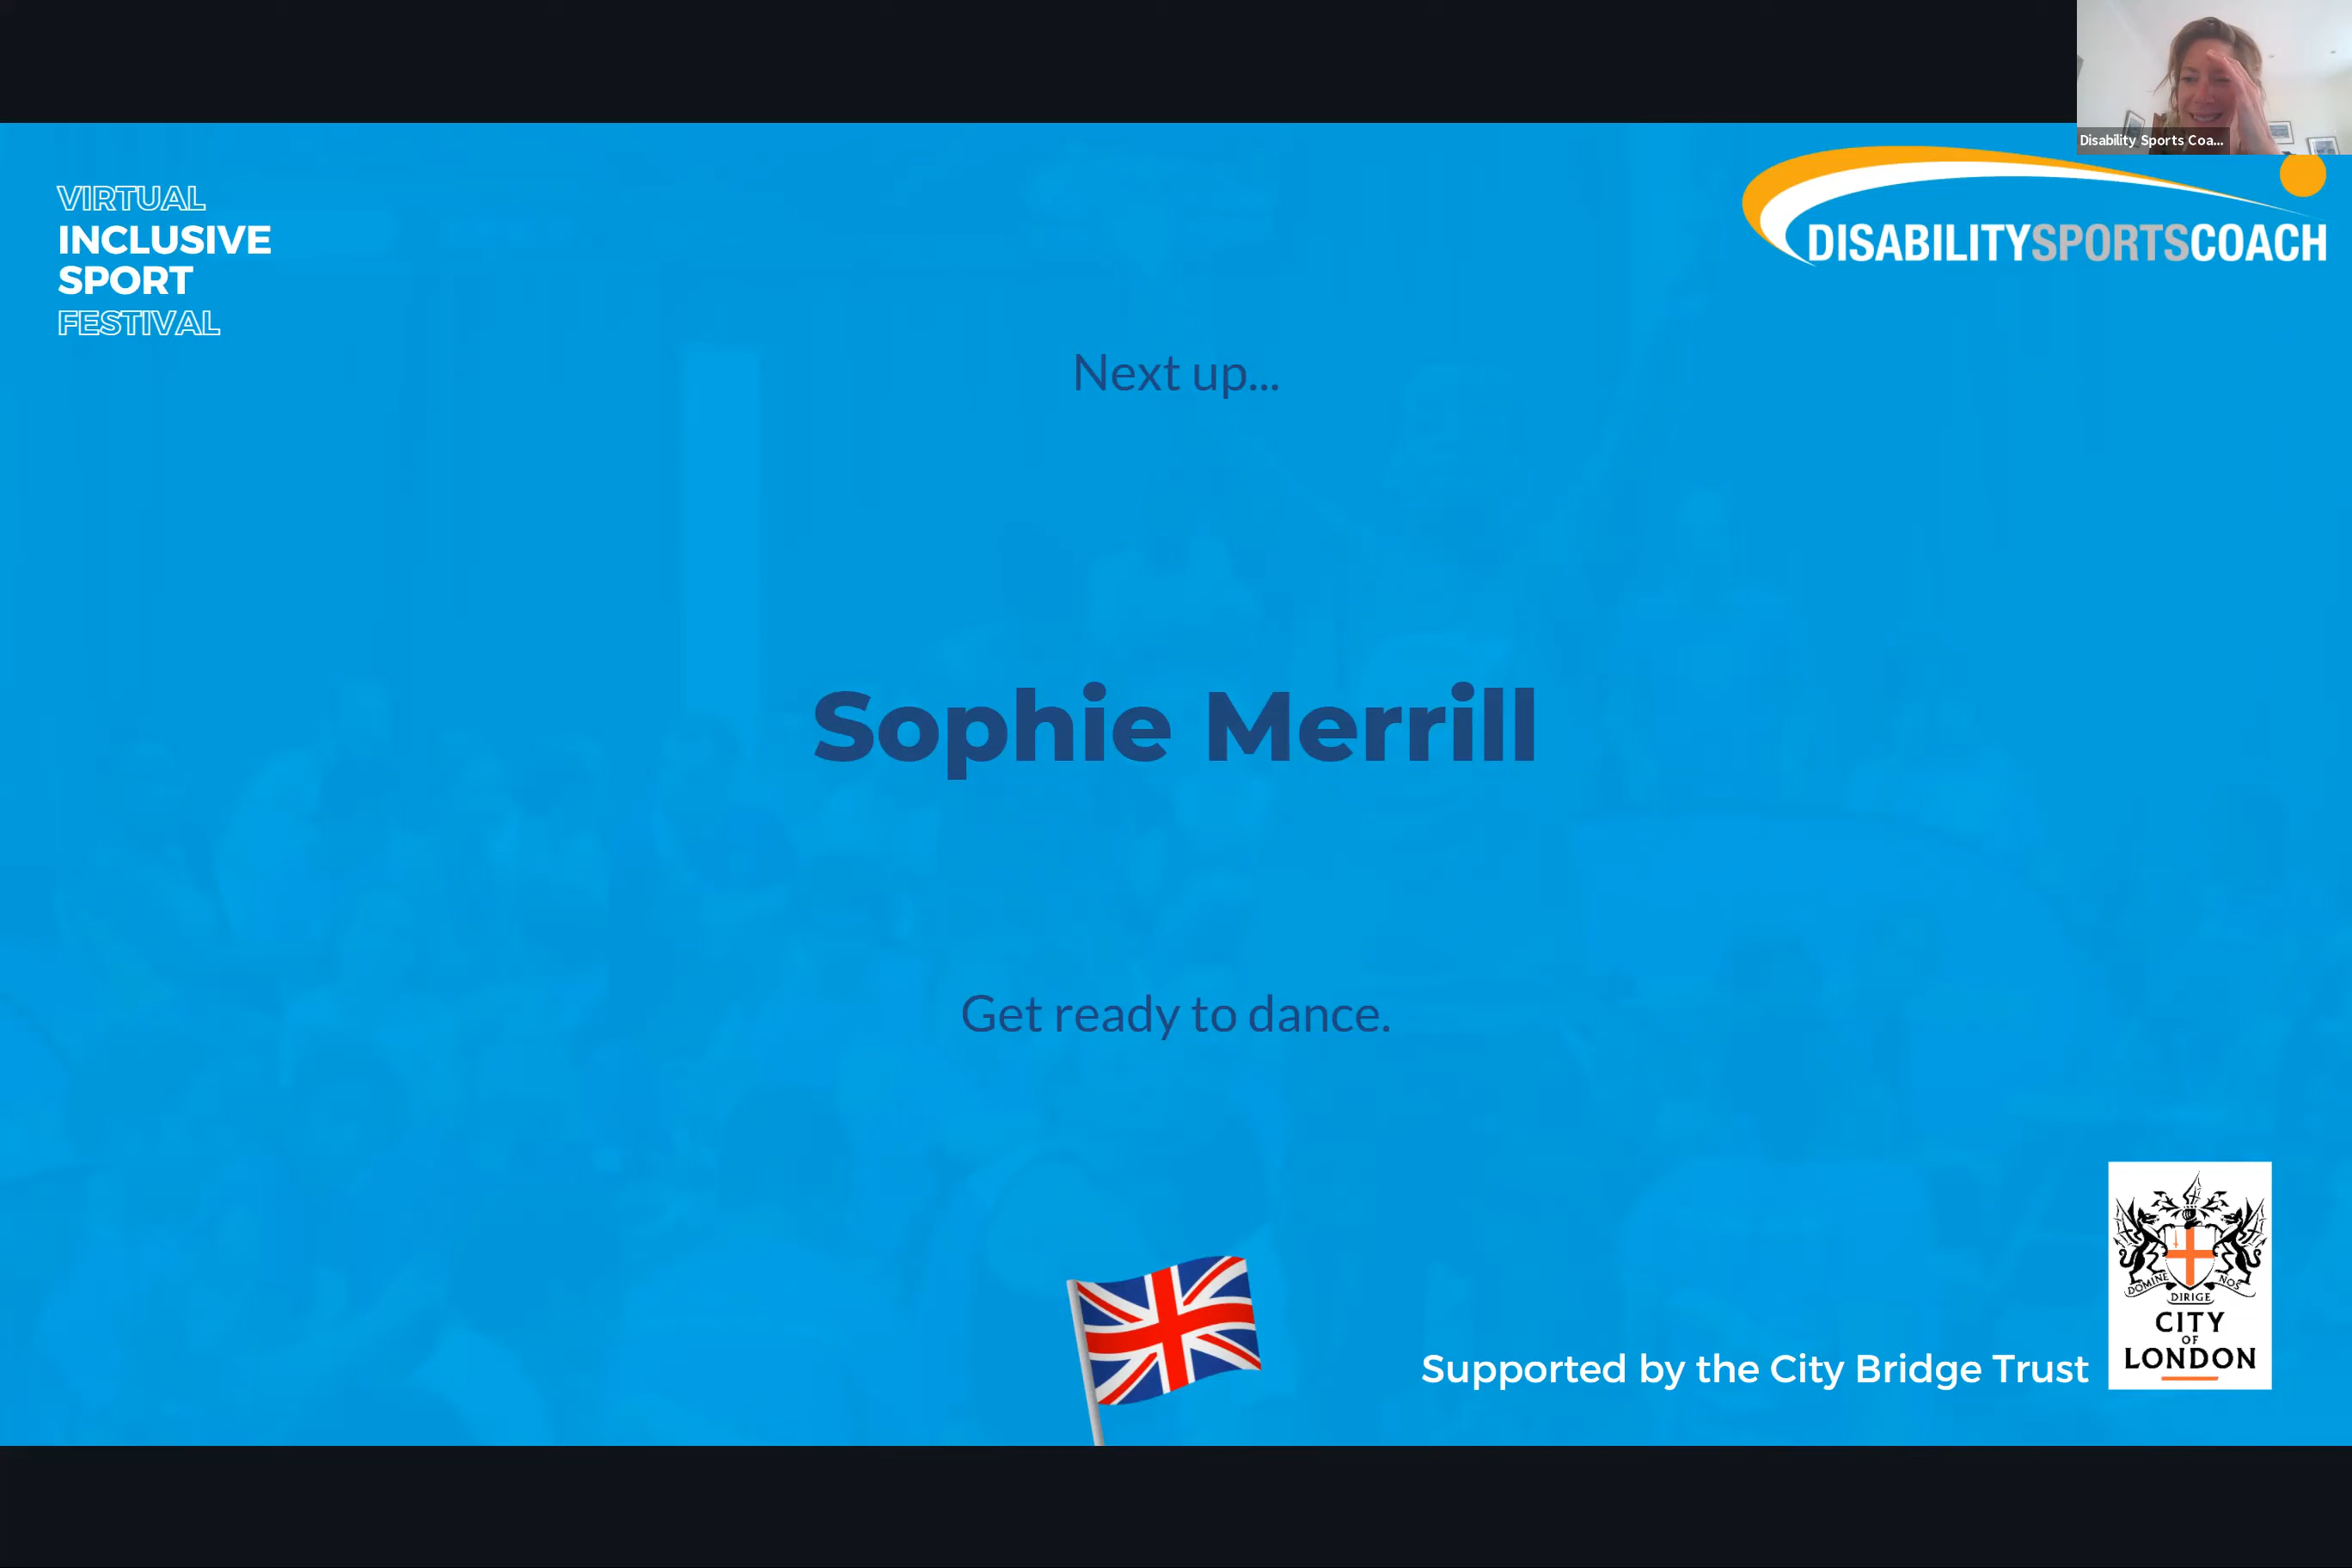 Disability Sports Coa...
VIRTUAL
INCLUSIVE
SPORT
FESTIVAL
DISABILITYSPORTSCOACH
Next up...
Sophie Merrill
Get ready to dance.
Supported by the City Bridge Trust
DOMINE DIRIGE NOS
CITY
OF
LONDON